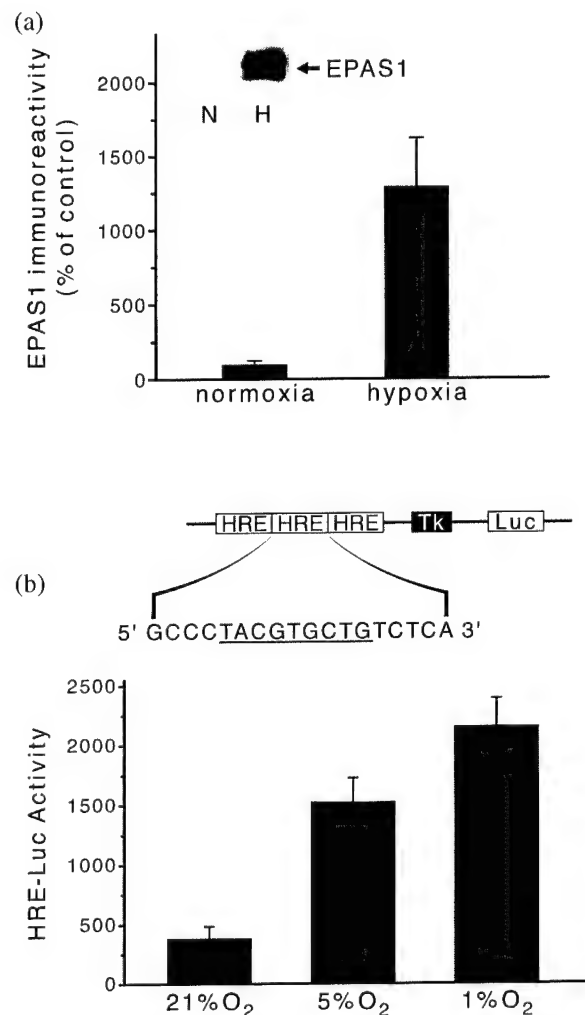 (a)
2000
1500
1000
500
0
EPAS1 immunoreactivity
(% of control)
EPAS1
N H
normoxia hypoxia
HRE HRE HRE Tk Luc
(b)
5' GCCCTACGTGCTGTCTCA 3'
2500
2000
1500
1000
500
0
HRE-Luc Activity
21%O₂ 5%O₂ 1%O₂